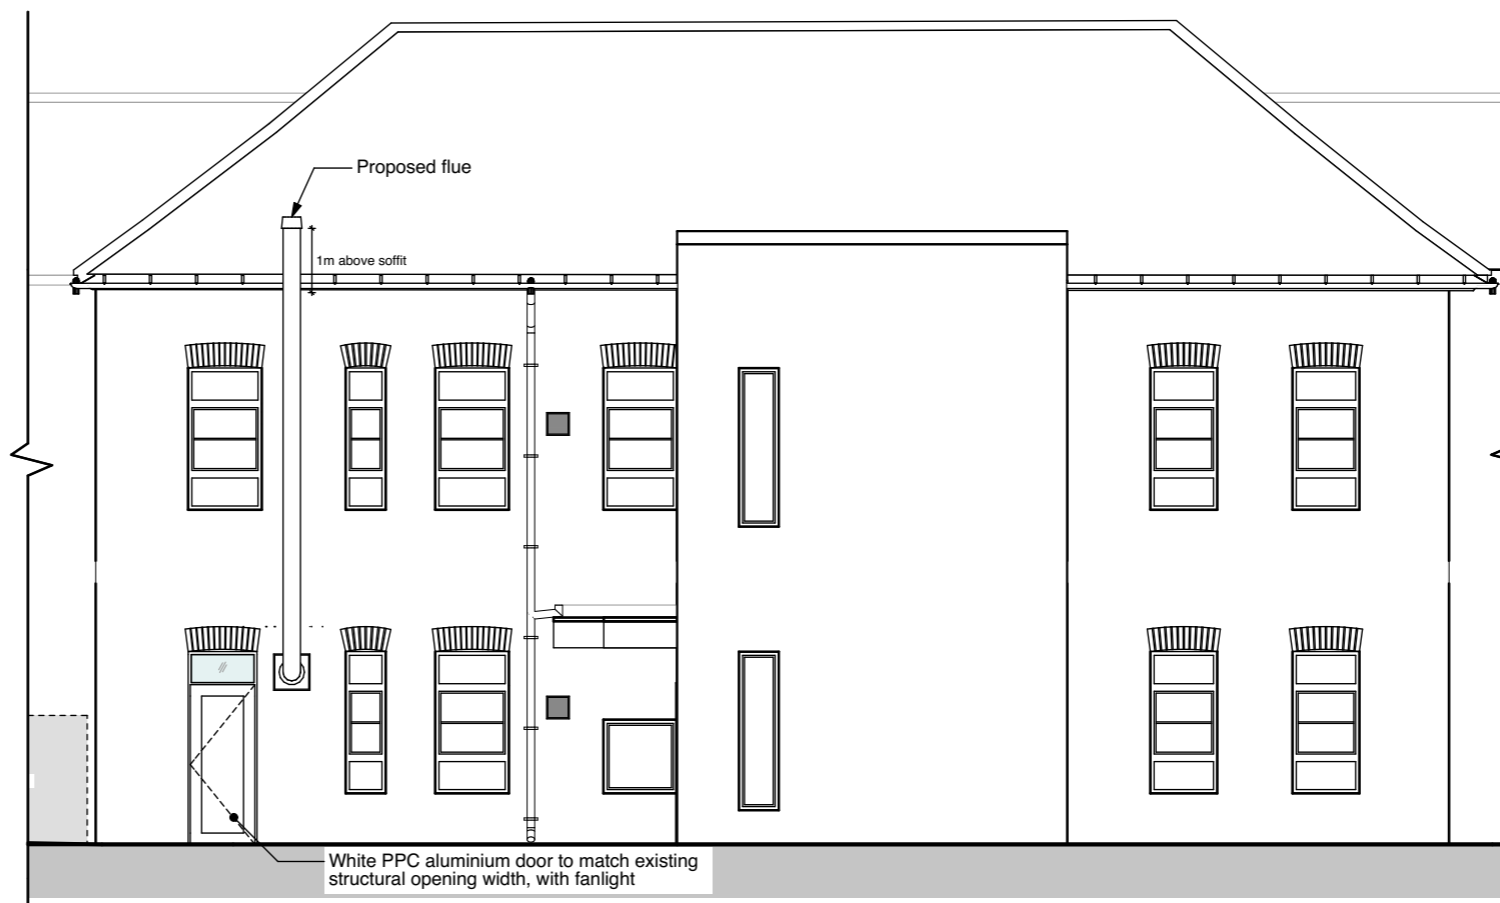 Proposed flue
1m above soffit
White PPC aluminium door to match existing
structural opening width, with fanlight